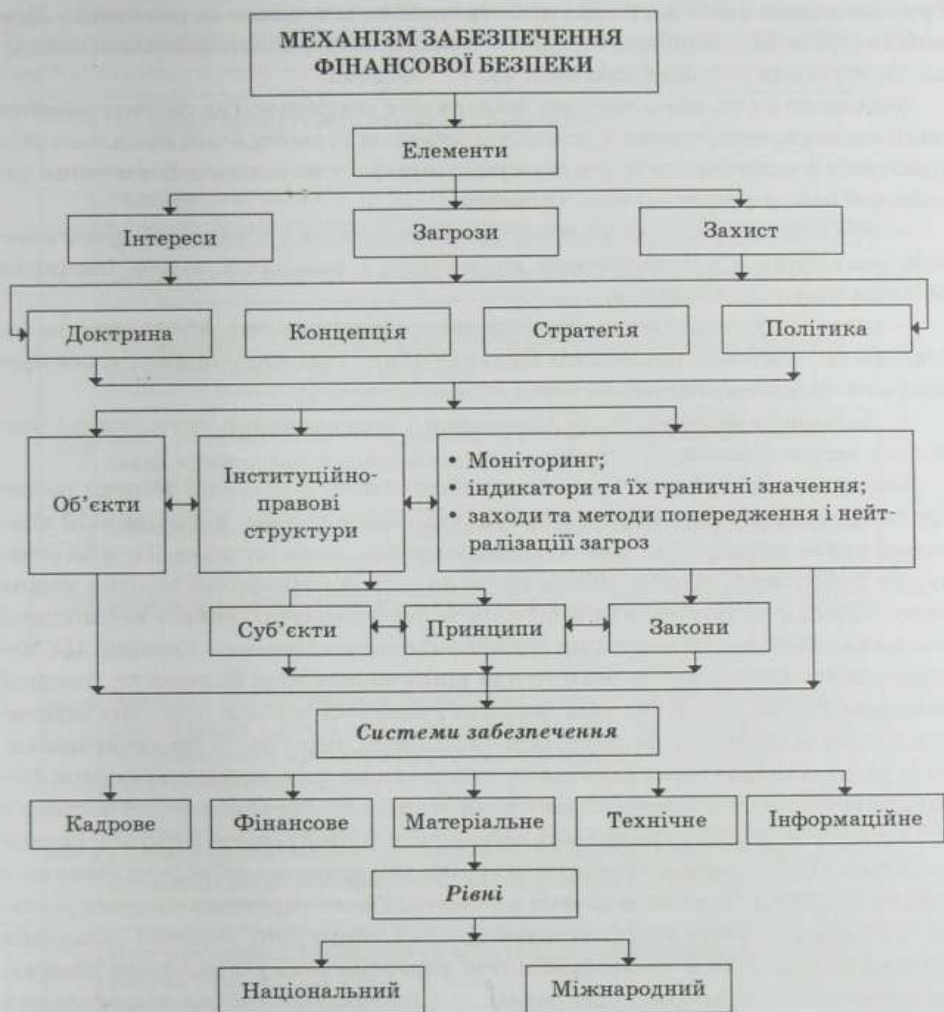 МЕХАНІЗМ ЗАБЕЗПЕЧЕННЯ
ФІНАНСОВОЇ БЕЗПЕКИ
Елементи
Інтереси
Загрози
Захист
Доктрина
Концепція
Стратегія
Політика
Об’єкти
Інституційно-
правові
структури
• Моніторинг;
• індикатори та їх граничні значення;
• заходи та методи попередження і нейт-
ралізаціїї загроз
Суб’єкти
Принципи
Закони
Системи забезпечення
Кадрове
Фінансове
Матеріальне
Технічне
Інформаційне
Рівні
Національний
Міжнародний